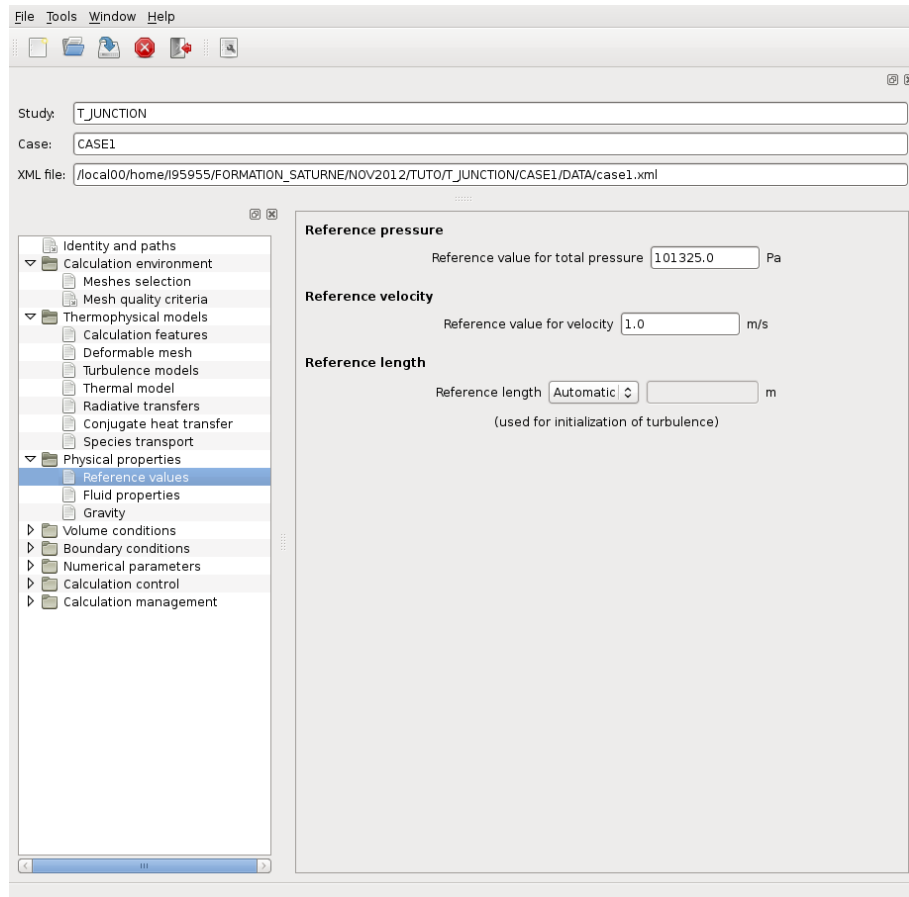 File Tools Window Help
Study: T_JUNCTION
Case: CASE1
XML file: /local00/home/I95955/FORMATION_SATURNE/NOV2012/TUTO/T_JUNCTION/CASE1/DATA/case1.xml
Identity and paths
Calculation environment
Meshes selection
Mesh quality criteria
Thermophysical models
Calculation features
Deformable mesh
Turbulence models
Thermal model
Radiative transfers
Conjugate heat transfer
Species transport
Physical properties
Reference values
Fluid properties
Gravity
Volume conditions
Boundary conditions
Numerical parameters
Calculation control
Calculation management
Reference pressure
Reference value for total pressure 101325.0 Pa
Reference velocity
Reference value for velocity 1.0 m/s
Reference length
Reference length Automatic m
(used for initialization of turbulence)